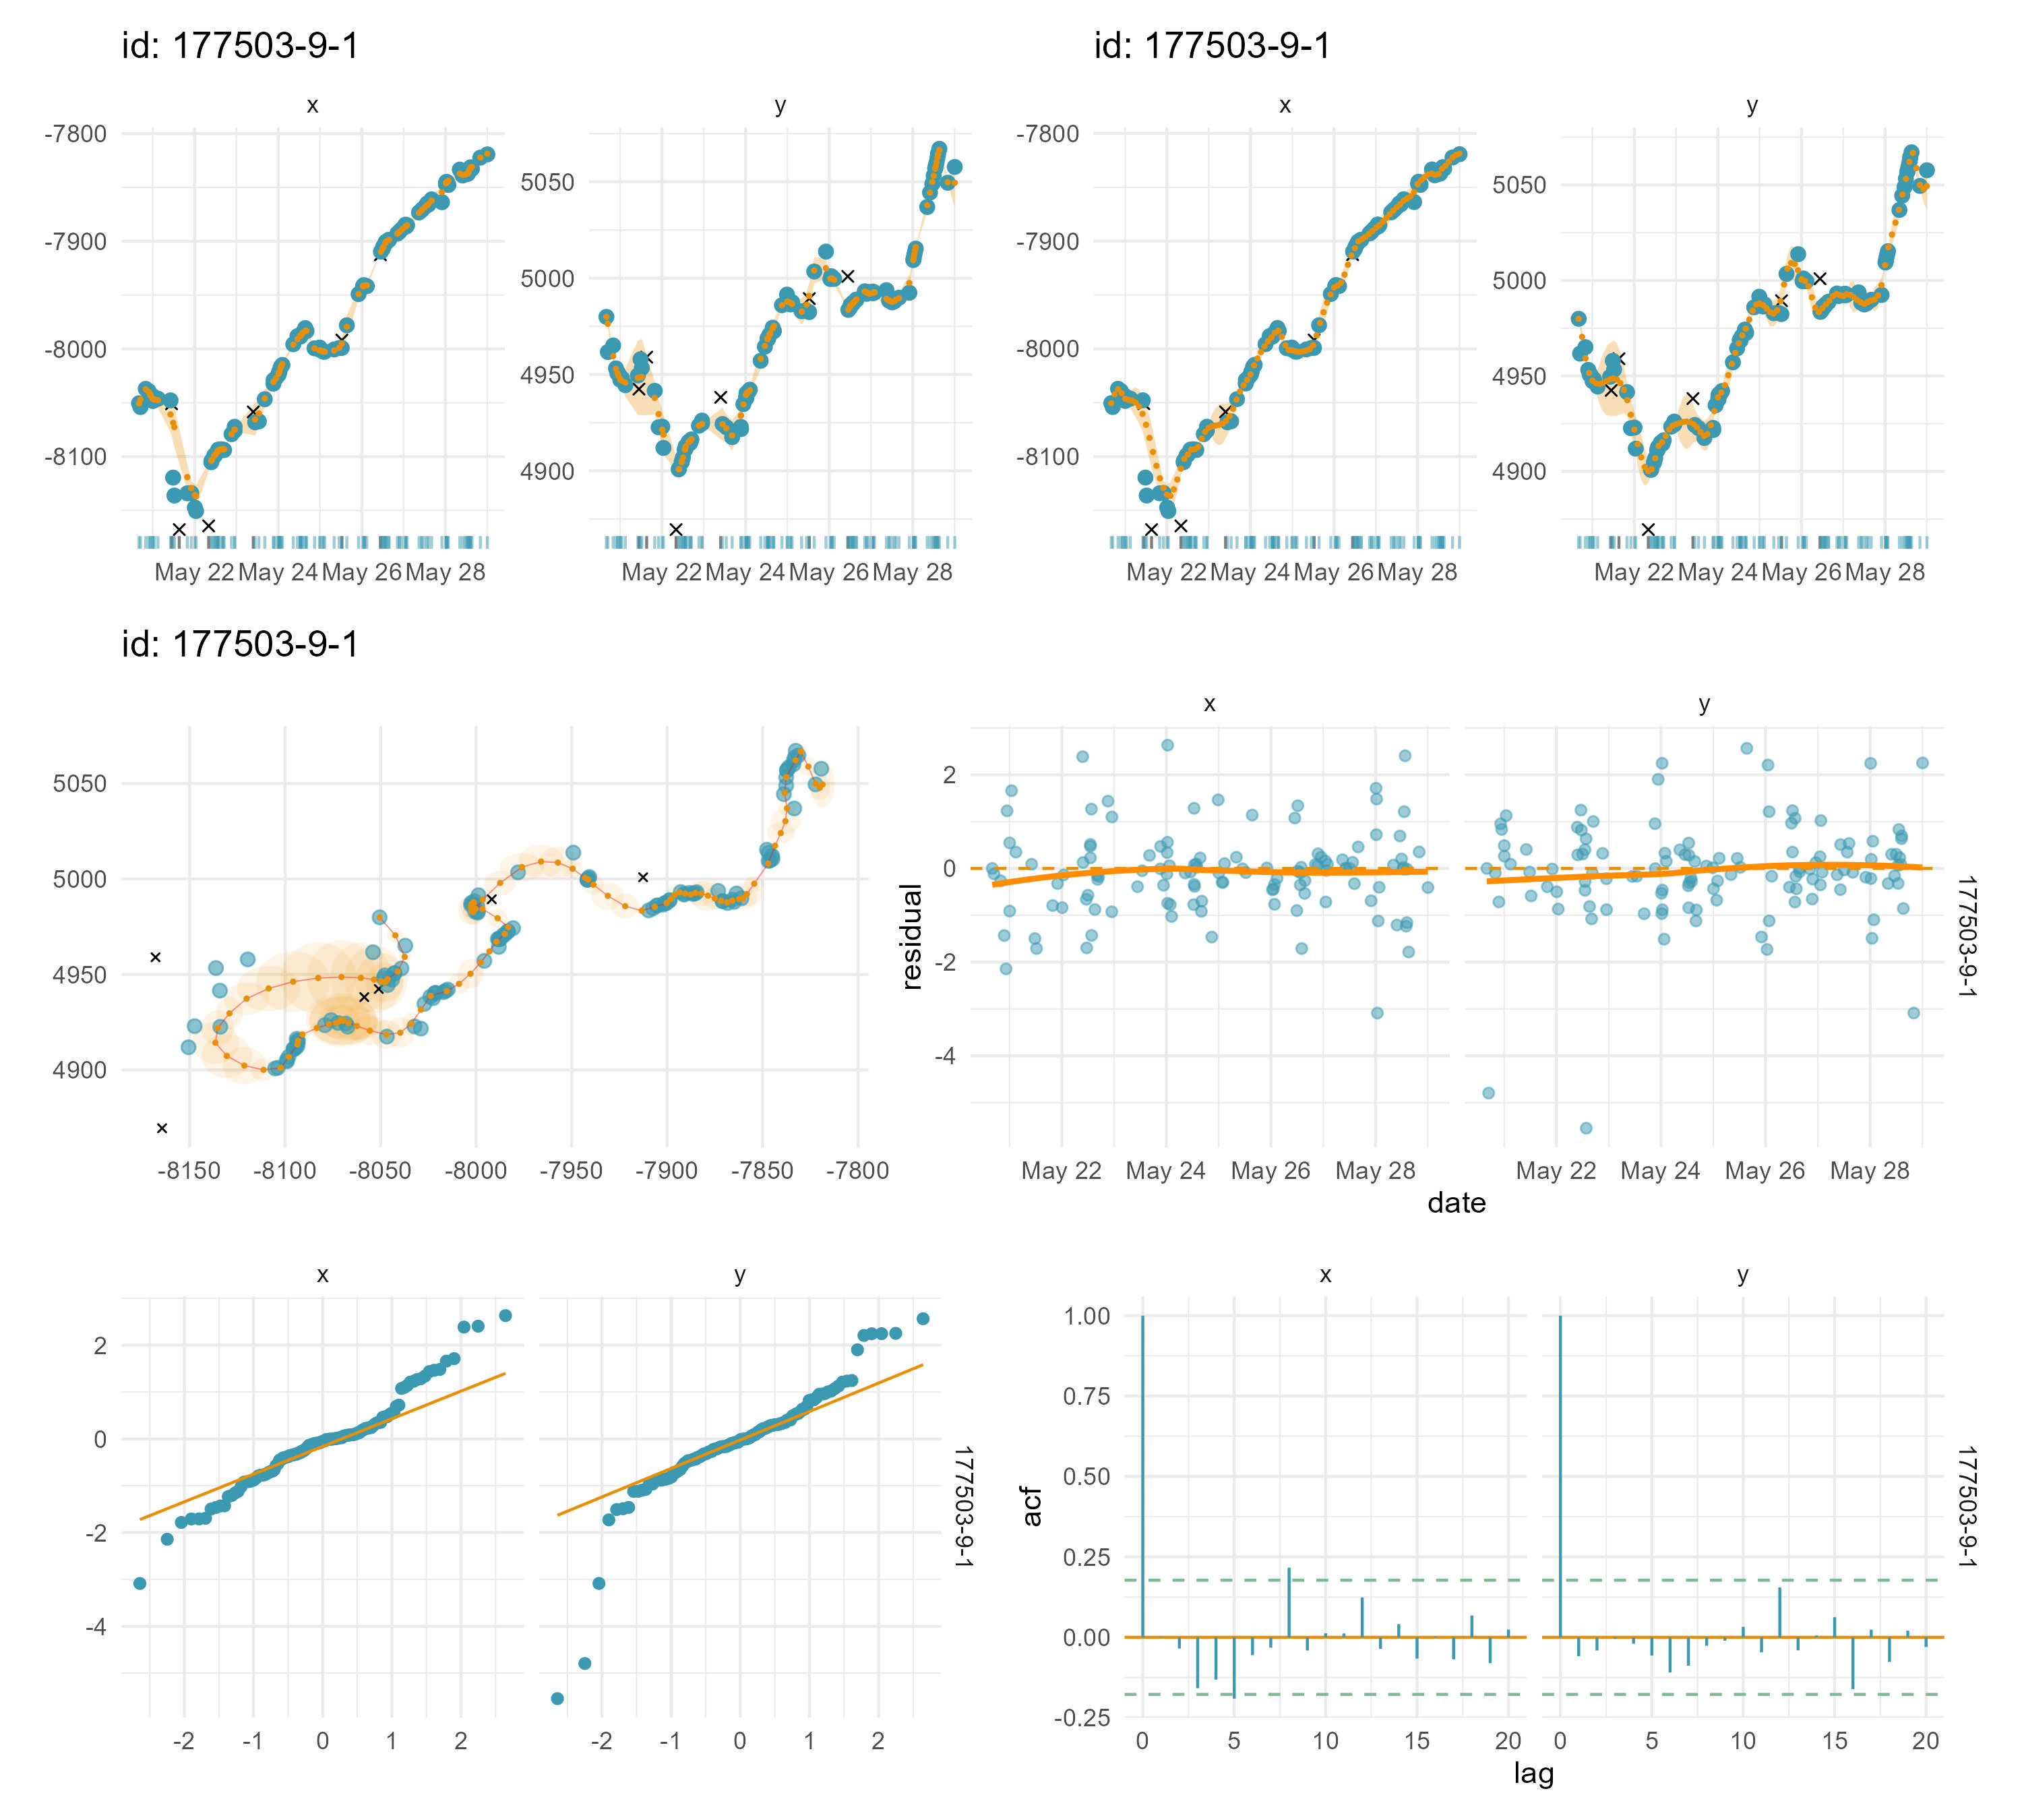 id: 177503-9-1
id: 177503-9-1
x
y
x
y
-7800
-7900
-8000
-8100
5050
5000
4950
4900
-7800
-7900
-8000
-8100
5050
5000
4950
4900
May 22 May 24 May 26 May 28
May 22 May 24 May 26 May 28
May 22 May 24 May 26 May 28
May 22 May 24 May 26 May 28
id: 177503-9-1
5050
5000
4950
4900
-8150 -8100 -8050 -8000 -7950 -7900 -7850 -7800
x
y
residual
2
0
-2
-4
177503-9-1
May 22 May 24 May 26 May 28
May 22 May 24 May 26 May 28
date
x
y
2
0
-2
-4
177503-9-1
-2 -1 0 1 2
-2 -1 0 1 2
x
y
acf
1.00
0.75
0.50
0.25
0.00
-0.25
177503-9-1
0 5 10 15 20
0 5 10 15 20
lag